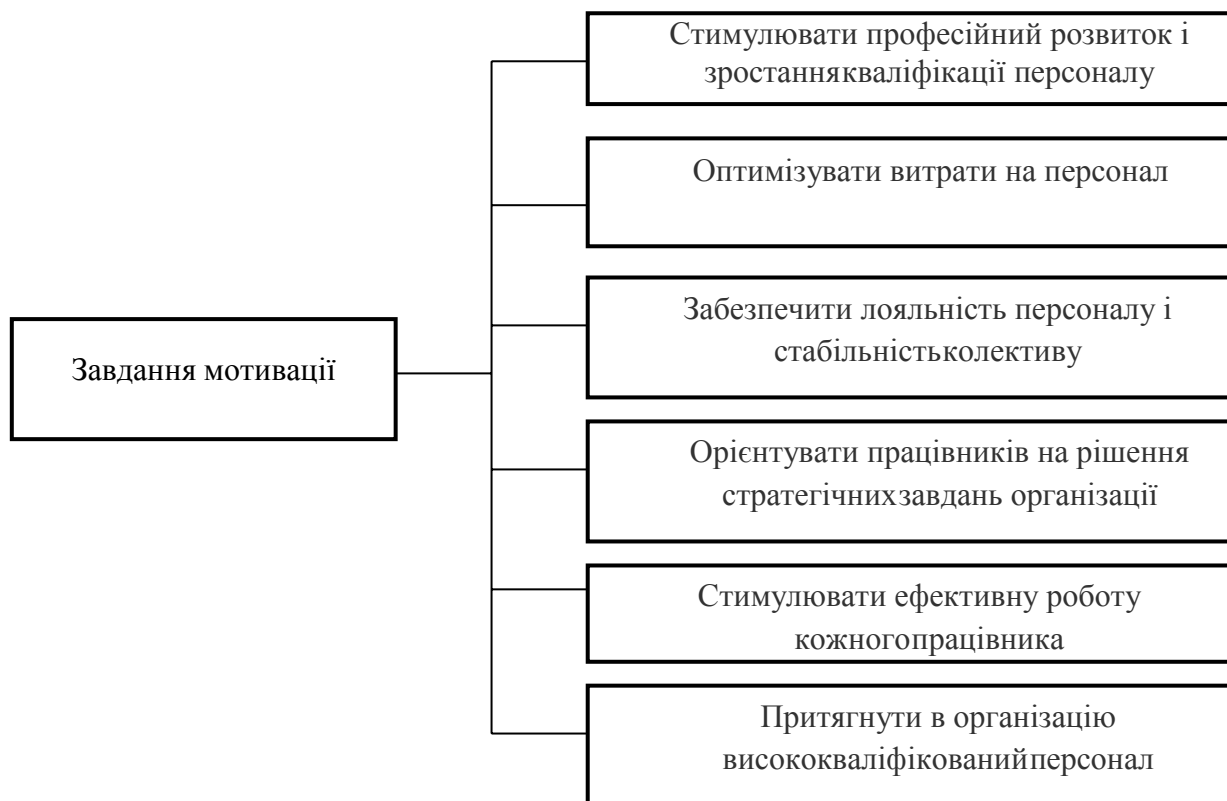 Стимулювати професійний розвиток і
зростаннякваліфікації персоналу
Оптимізувати витрати на персонал
Забезпечити лояльність персоналу і
стабільністьколективу
Завдання мотивації
Орієнтувати працівників на рішення
стратегічнихзавдань організації
Стимулювати ефективну роботу
кожногопрацівника
Притягнути в організацію
висококваліфікованийперсонал